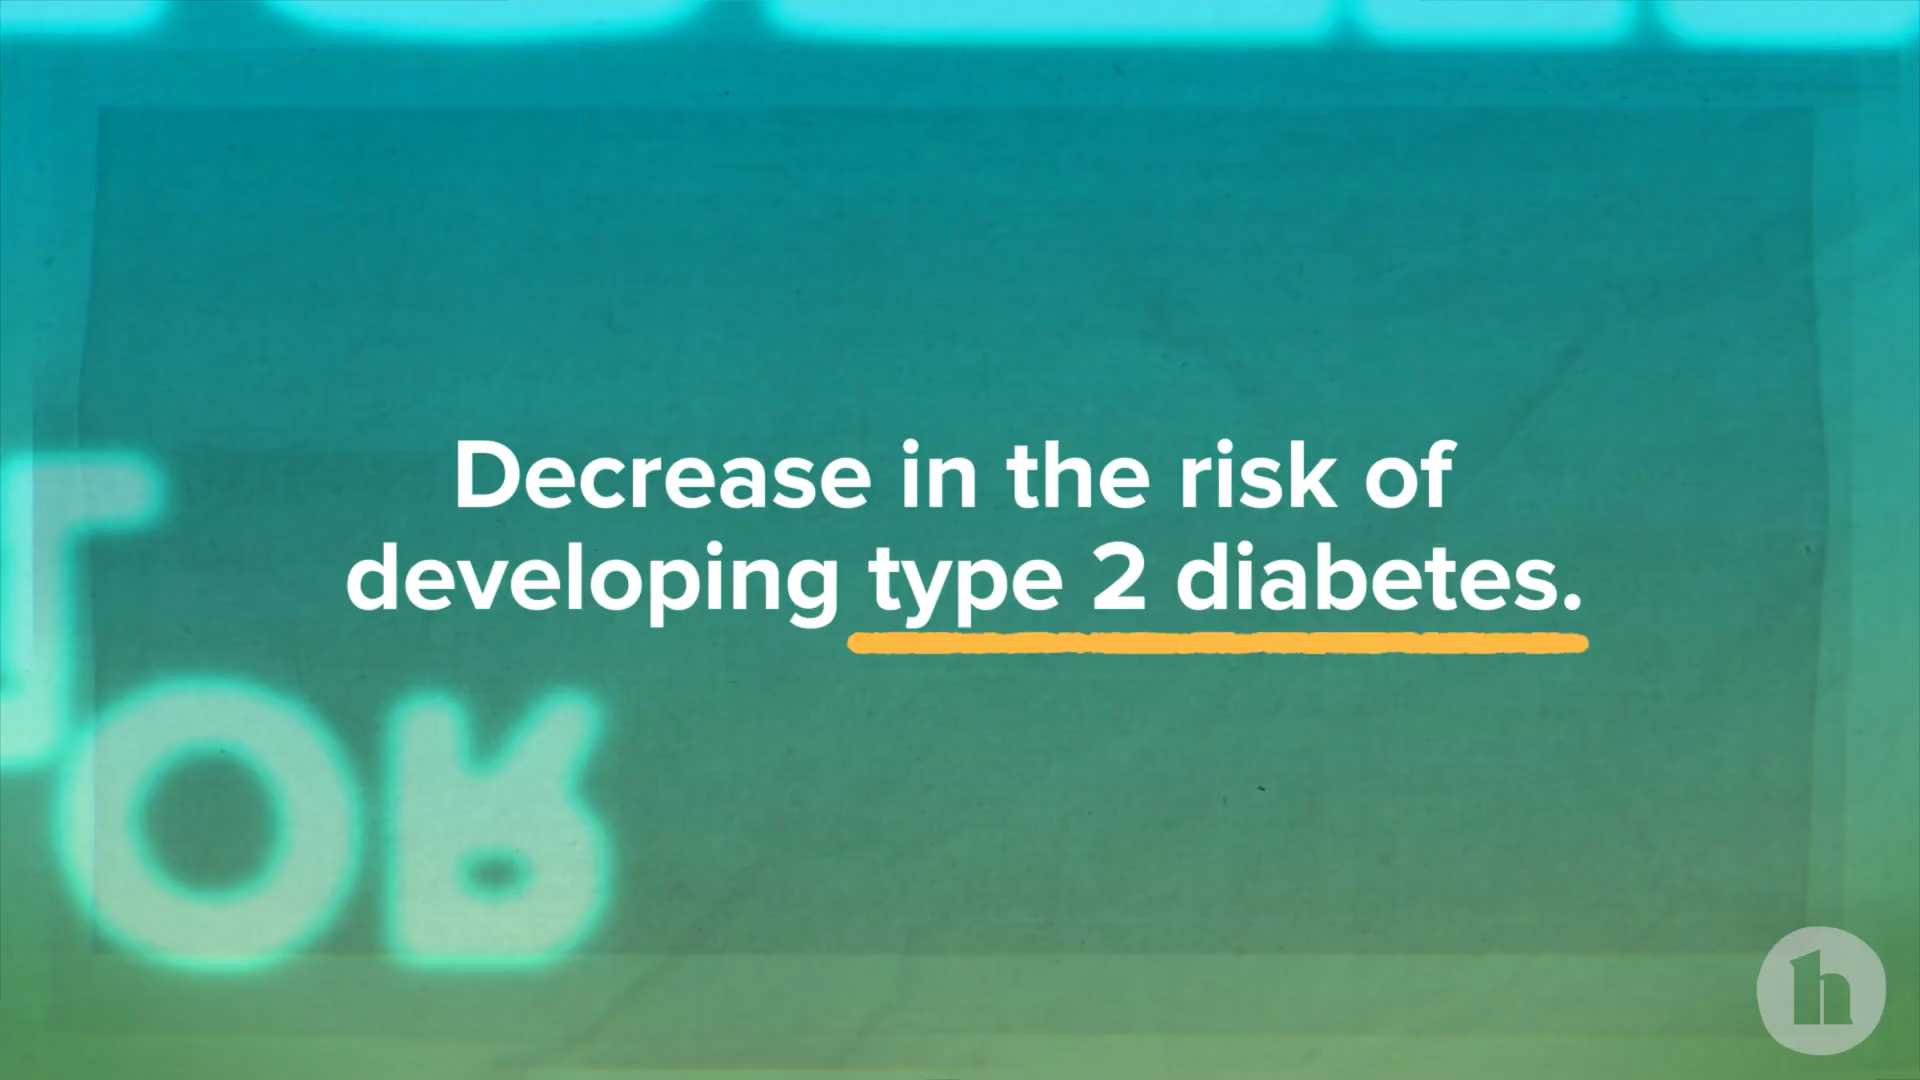 Decrease in the risk of
developing type 2 diabetes.
h